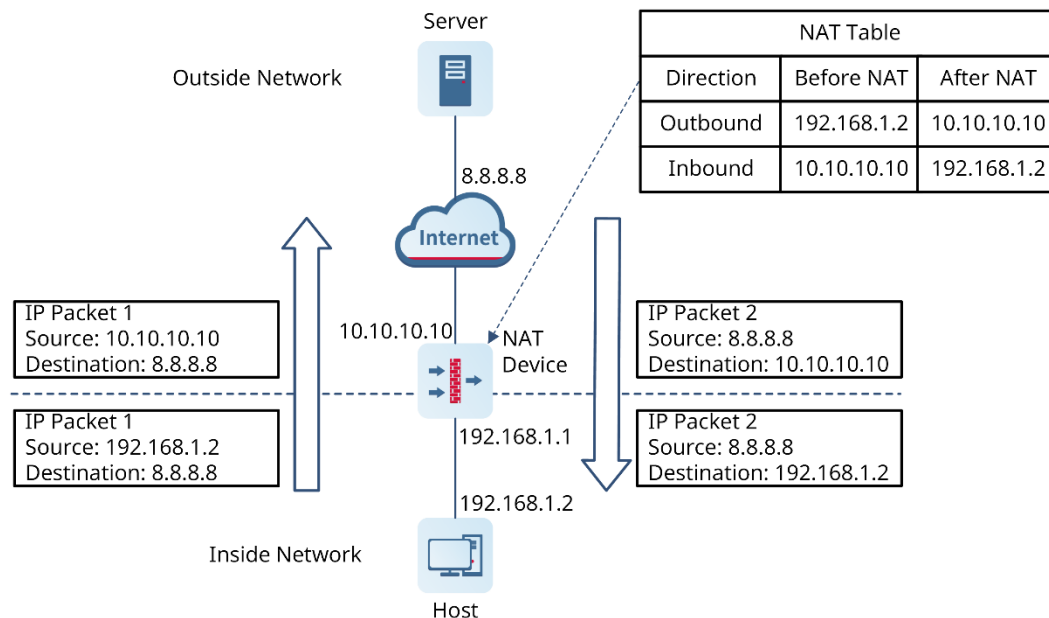 Server
Outside Network
NAT Table
Direction Before NAT After NAT
Outbound 192.168.1.2 10.10.10.10
Inbound 10.10.10.10 192.168.1.2
8.8.8.8
Internet
IP Packet 1
Source: 10.10.10.10
Destination: 8.8.8.8
10.10.10.10
NAT
Device
IP Packet 2
Source: 8.8.8.8
Destination: 10.10.10.10
IP Packet 1
Source: 192.168.1.2
Destination: 8.8.8.8
192.168.1.1
IP Packet 2
Source: 8.8.8.8
Destination: 192.168.1.2
192.168.1.2
Inside Network
Host